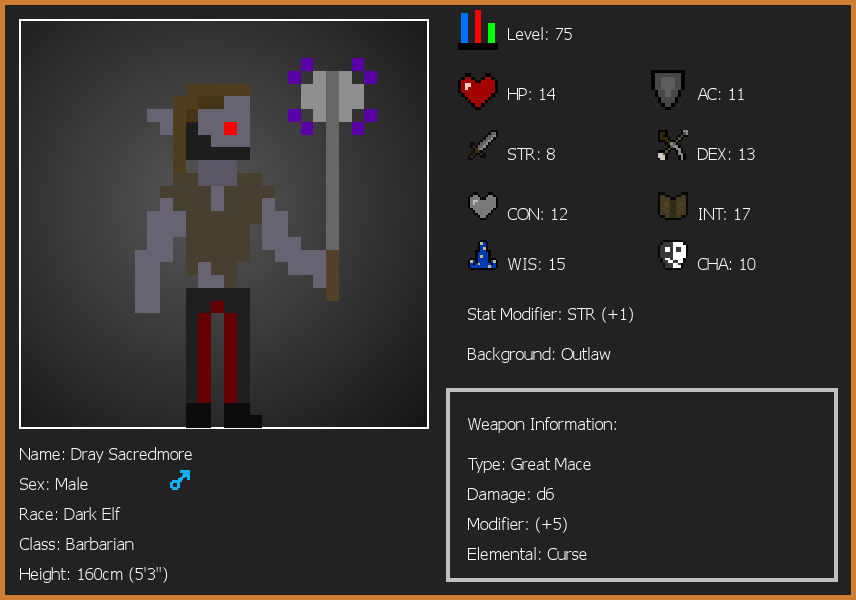 Level: 75
HP: 14
AC: 11
STR: 8
DEX: 13
CON: 12
INT: 17
WIS: 15
CHA: 10
Stat Modifier: STR (+1)
Background: Outlaw
Weapon Information:
Type: Great Mace
Damage: d6
Modifier: (+5)
Elemental: Curse
Name: Dray Sacredmore
Sex: Male
Race: Dark Elf
Class: Barbarian
Height: 160cm (5'3")